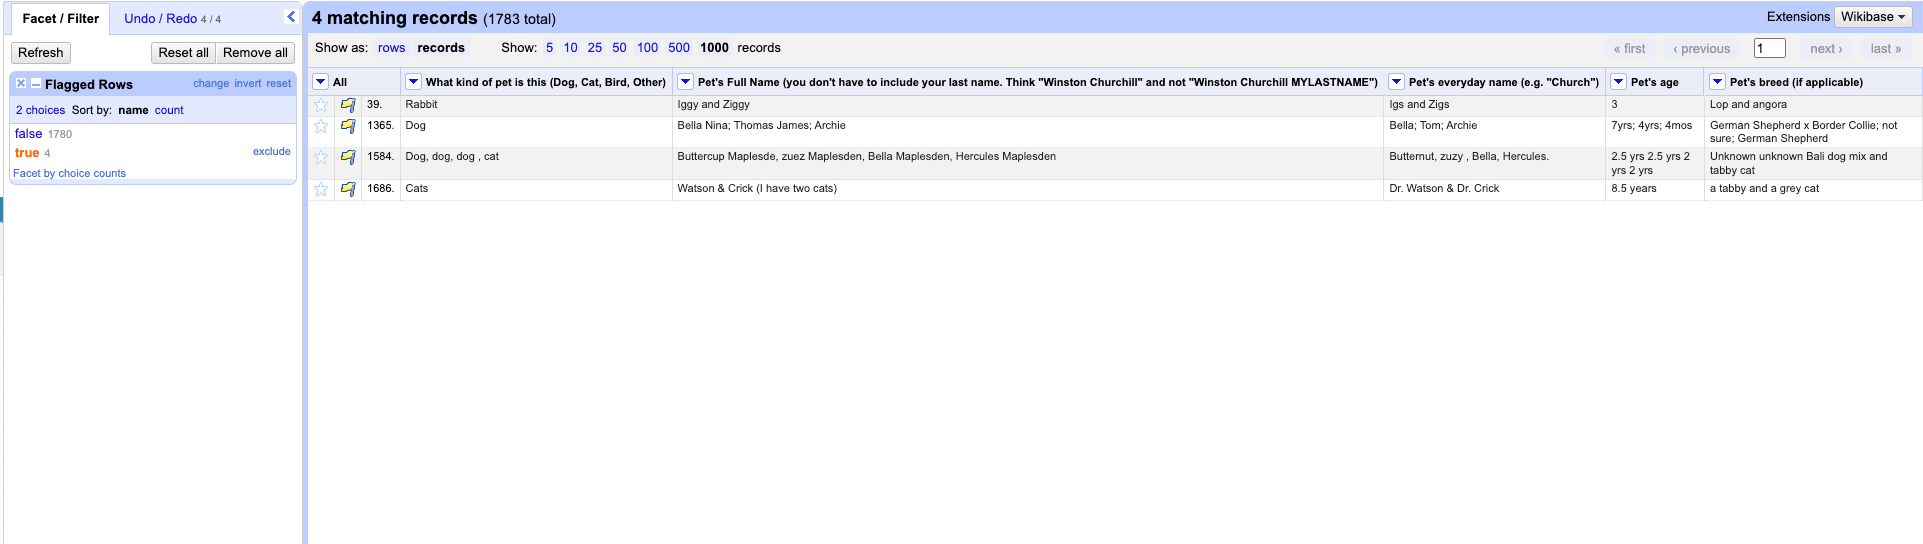 Facet / Filter Undo / Redo 4 / 4
Refresh Reset all Remove all
Flagged Rows change invert reset
2 choices Sort by: name count
false 1780
true 4 exclude
Facet by choice counts
4 matching records (1783 total) Extensions Wikibase
Show as: rows records Show: 5 10 25 50 100 500 1000 records « first ‹ previous 1 next › last »
All What kind of pet is this (Dog, Cat, Bird, Other) Pet's Full Name (you don't have to include your last name. Think "Winston Churchill" and not "Winston Churchill MYLASTNAME") Pet's everyday name (e.g. "Church") Pet's age Pet's breed (if applicable)
39. Rabbit Iggy and Ziggy Igs and Zigs 3 Lop and angora
1365. Dog Bella Nina; Thomas James; Archie Bella; Tom; Archie 7yrs; 4yrs; 4mos German Shepherd x Border Collie; not
sure; German Shepherd
1584. Dog, dog, dog , cat Buttercup Maplesde, zuez Maplesden, Bella Maplesden, Hercules Maplesden Butternut, zuzy , Bella, Hercules. 2.5 yrs 2.5 yrs 2 Unknown unknown Bali dog mix and
yrs 2 yrs tabby cat
1686. Cats Watson & Crick (I have two cats) Dr. Watson & Dr. Crick 8.5 years a tabby and a grey cat